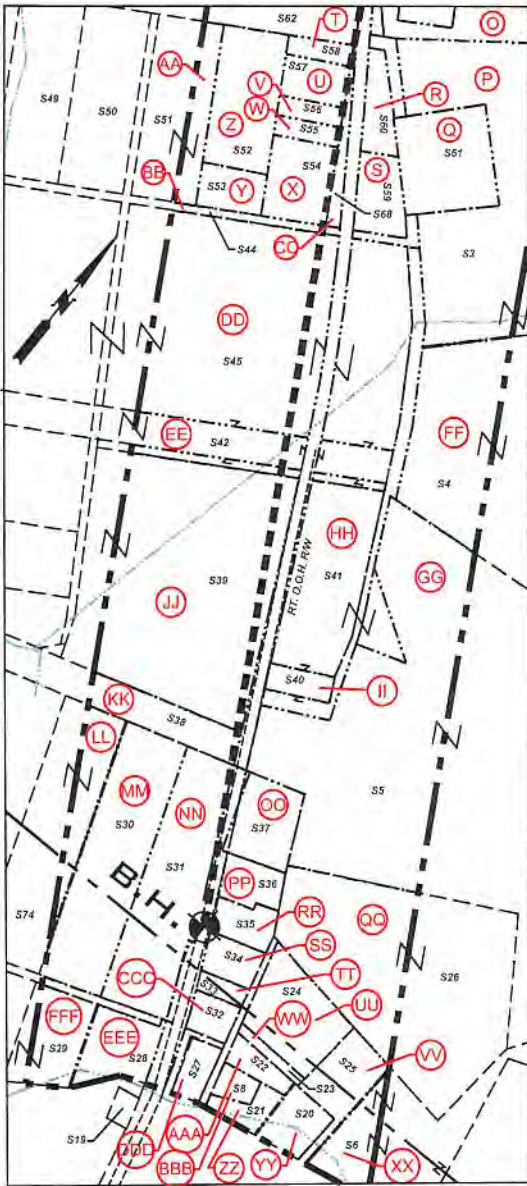 S62
T
O
S58
AA
S57
U
P
R
S49
S50
S51
V
W
S56
S60
Z
S55
Q
S51
S52
S54
BB
S53
Y
X
S
S59
S68
S44
CC
S3
DD
S45
EE
S42
FF
S4
HH
GG
S39
S41
RT. D.O.H. R/W
JJ
S40
II
KK
S38
LL
MM
NN
OO
S5
S30
S37
S31
PP
S36
B.H.
S74
S35
RR
QQ
S34
SS
S26
CCC
S33
TT
S24
S32
UU
FFF
WW
EEE
S29
S28
S27
S22
S25
VV
S23
S8
S20
S19
S21
S6
DDD
AAA
BBB
ZZ
YY
XX